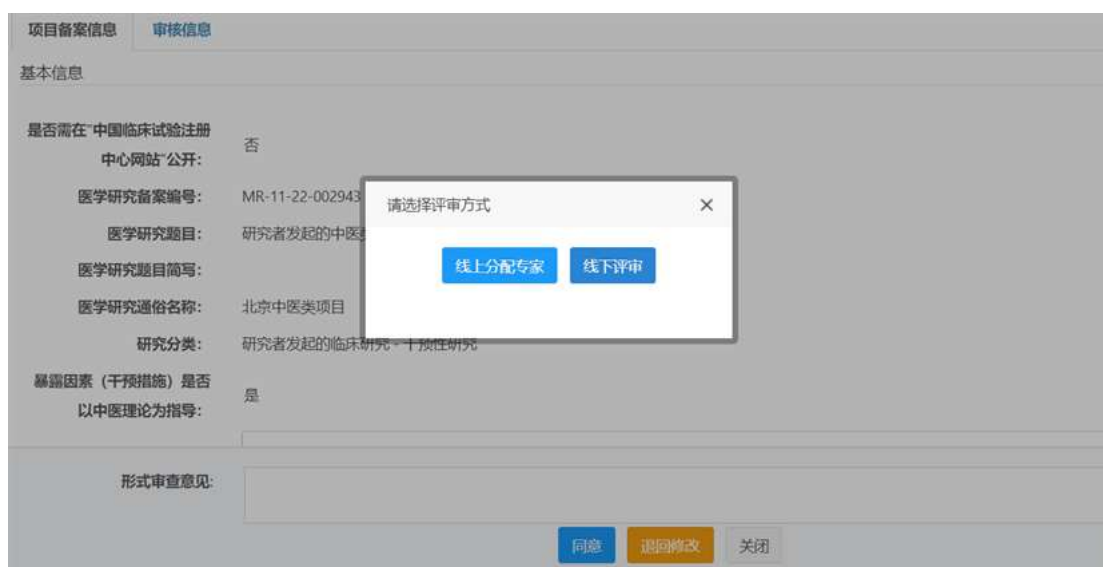 项目备案信息 审核信息
基本信息
是否需在"中国临床试验注册
中心网站"公开:
否
医学研究备案编号: MR-11-22-002943
医学研究题目: 研究者发起的中医
医学研究题目简写:
医学研究通俗名称: 北京中医类项目
研究分类: 研究者发起的临床研究 - 干预性研究
暴露因素（干预措施）是否
以中医理论为指导:
是
请选择评审方式 ×
线上分配专家 线下评审
形式审查意见:
同意 退回修改 关闭